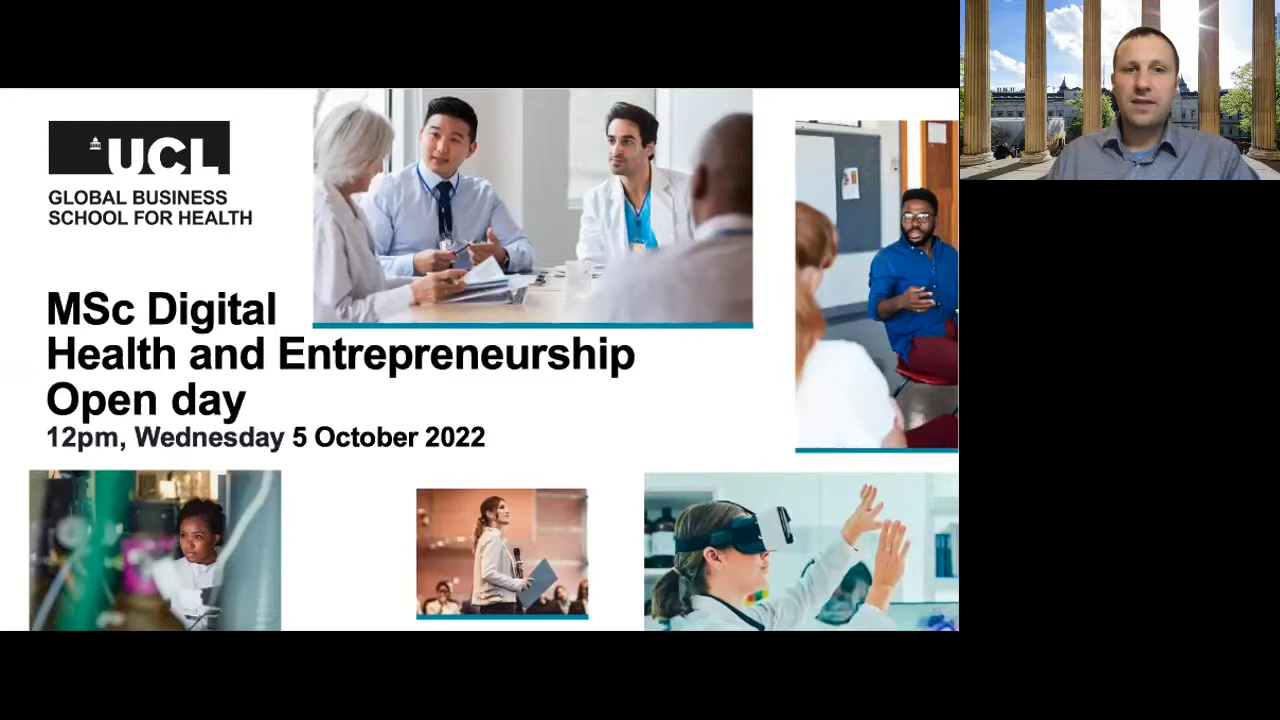 UCL
GLOBAL BUSINESS
SCHOOL FOR HEALTH
MSc Digital
Health and Entrepreneurship
Open day
12pm, Wednesday 5 October 2022